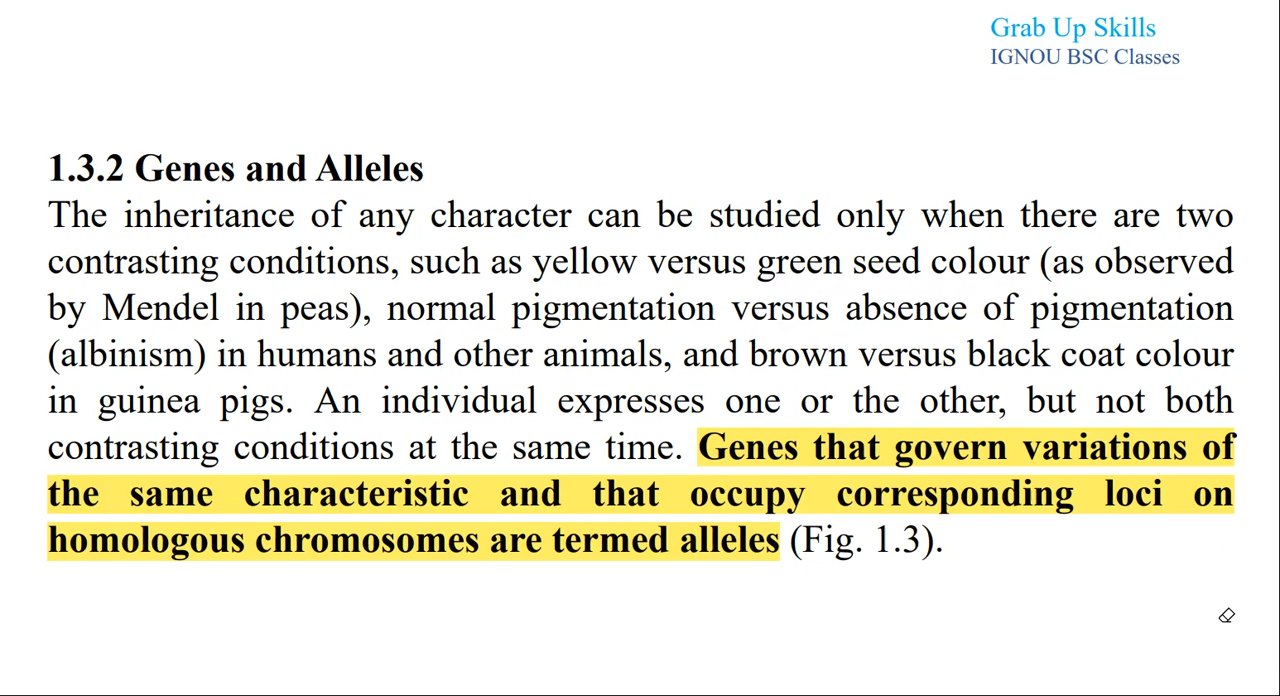 Grab Up Skills
IGNOU BSC Classes
1.3.2 Genes and Alleles
The inheritance of any character can be studied only when there are two
contrasting conditions, such as yellow versus green seed colour (as observed
by Mendel in peas), normal pigmentation versus absence of pigmentation
(albinism) in humans and other animals, and brown versus black coat colour
in guinea pigs. An individual expresses one or the other, but not both
contrasting conditions at the same time. Genes that govern variations of
the same characteristic and that occupy corresponding loci on
homologous chromosomes are termed alleles (Fig. 1.3).